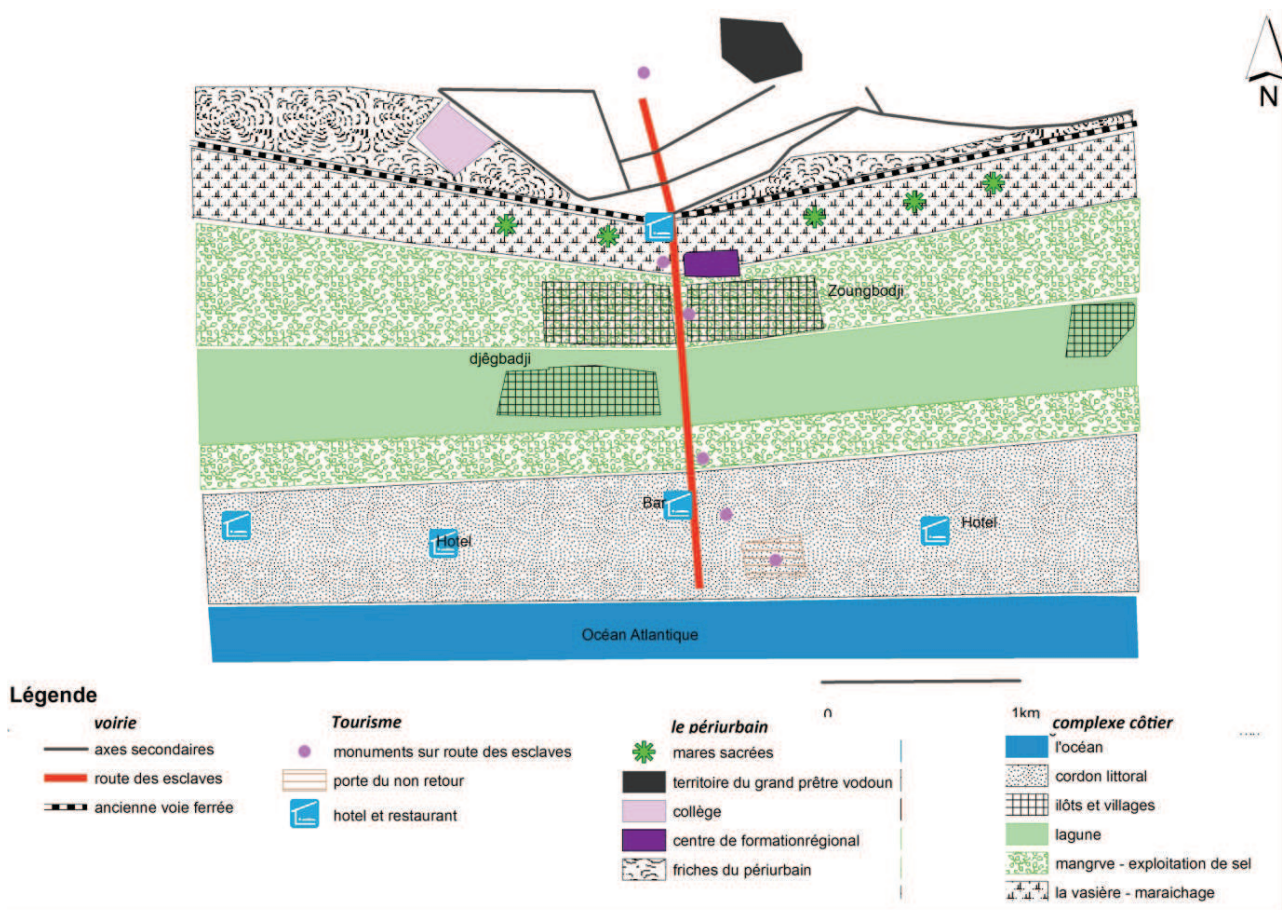 N
Zoungbodji
djêgbadji
Bar
Hotel
Hotel
Océan Atlantique
Légende
voirie
axes secondaires
route des esclaves
ancienne voie ferrée
Tourisme
monuments sur route des esclaves
porte du non retour
hotel et restaurant
0
1km
le périurbain
mares sacrées
territoire du grand prêtre vodoun
collège
centre de formationrégional
friches du périurbain
complexe côtier
l'océan
cordon littoral
ilôts et villages
lagune
mangrve - exploitation de sel
la vasière - maraichage